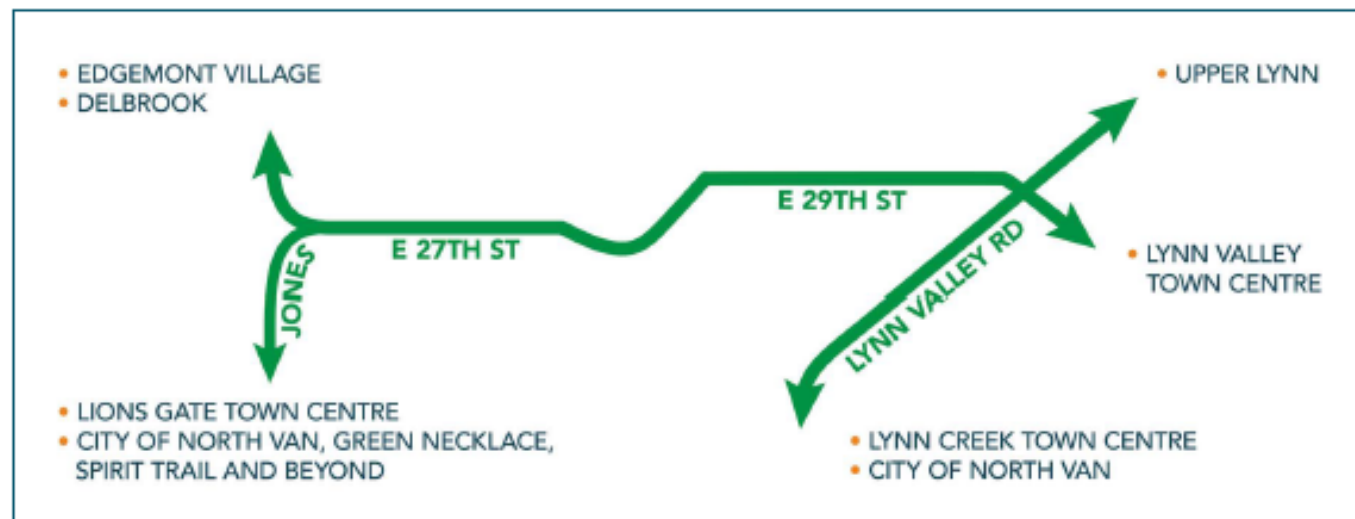 • EDGEMONT VILLAGE
• DELBROOK
• UPPER LYNN
E 29TH ST
E 27TH ST
JONES
LYNN VALLEY RD
• LYNN VALLEY
TOWN CENTRE
• LIONS GATE TOWN CENTRE
• CITY OF NORTH VAN, GREEN NECKLACE,
SPIRIT TRAIL AND BEYOND
• LYNN CREEK TOWN CENTRE
• CITY OF NORTH VAN